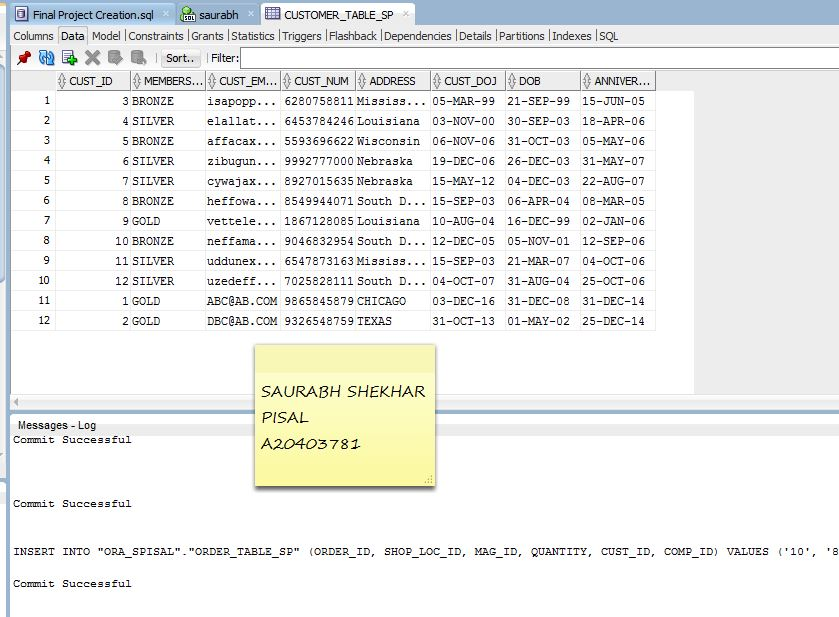 Final Project Creation.sql saurabh CUSTOMER_TABLE_SP
Columns Data Model Constraints Grants Statistics Triggers Flashback Dependencies Details Partitions Indexes SQL
Sort.. Filter:
CUST_ID MEMBERS... CUST_EM... CUST_NUM ADDRESS CUST_DOJ DOB ANNIVER...
1 3 BRONZE isapopp... 6280758811 Mississ... 05-MAR-99 21-SEP-99 15-JUN-05
2 4 SILVER elallat... 6453784246 Louisiana 03-NOV-00 30-SEP-03 18-APR-06
3 5 BRONZE affacax... 5593696622 Wisconsin 06-NOV-06 31-OCT-03 05-MAY-06
4 6 SILVER zibugun... 9992777000 Nebraska 19-DEC-06 26-DEC-03 31-MAY-07
5 7 SILVER cywajax... 8927015635 Nebraska 15-MAY-12 04-DEC-03 22-AUG-07
6 8 BRONZE heffowa... 8549944071 South D... 15-SEP-03 06-APR-04 08-MAR-05
7 9 GOLD vettele... 1867128085 Louisiana 10-AUG-04 16-DEC-99 02-JAN-06
8 10 BRONZE neffama... 9046832954 South D... 12-DEC-05 05-NOV-01 12-SEP-06
9 11 SILVER uddunex... 6547873163 Mississ... 15-SEP-03 21-MAR-07 04-OCT-06
10 12 SILVER uzedeff... 7025828111 South D... 04-OCT-07 31-AUG-04 25-OCT-06
11 1 GOLD ABC@AB.COM 9865845879 CHICAGO 03-DEC-16 31-DEC-08 31-DEC-14
12 2 GOLD DBC@AB.COM 9326548759 TEXAS 31-OCT-13 01-MAY-02 25-DEC-14
SAURABH SHEKHAR
PISAL
A20403781
Messages - Log
Commit Successful
Commit Successful
INSERT INTO "ORA_SPISAL"."ORDER_TABLE_SP" (ORDER_ID, SHOP_LOC_ID, MAG_ID, QUANTITY, CUST_ID, COMP_ID) VALUES ('10', '8
Commit Successful